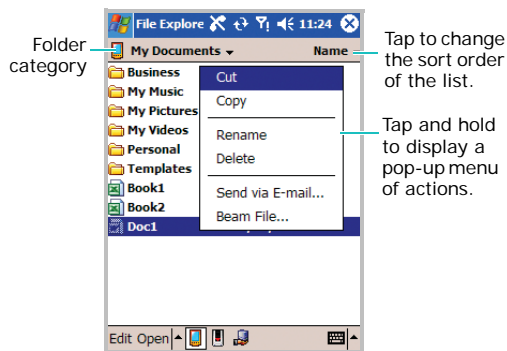 File Explore 11:24
Folder category
My Documents Name
Tap to change the sort order of the list.
Business
My Music
My Pictures
My Videos
Personal
Templates
Book1
Book2
Doc1
Cut
Copy
Rename
Delete
Send via E-mail...
Beam File...
Tap and hold to display a pop-up menu of actions.
Edit Open